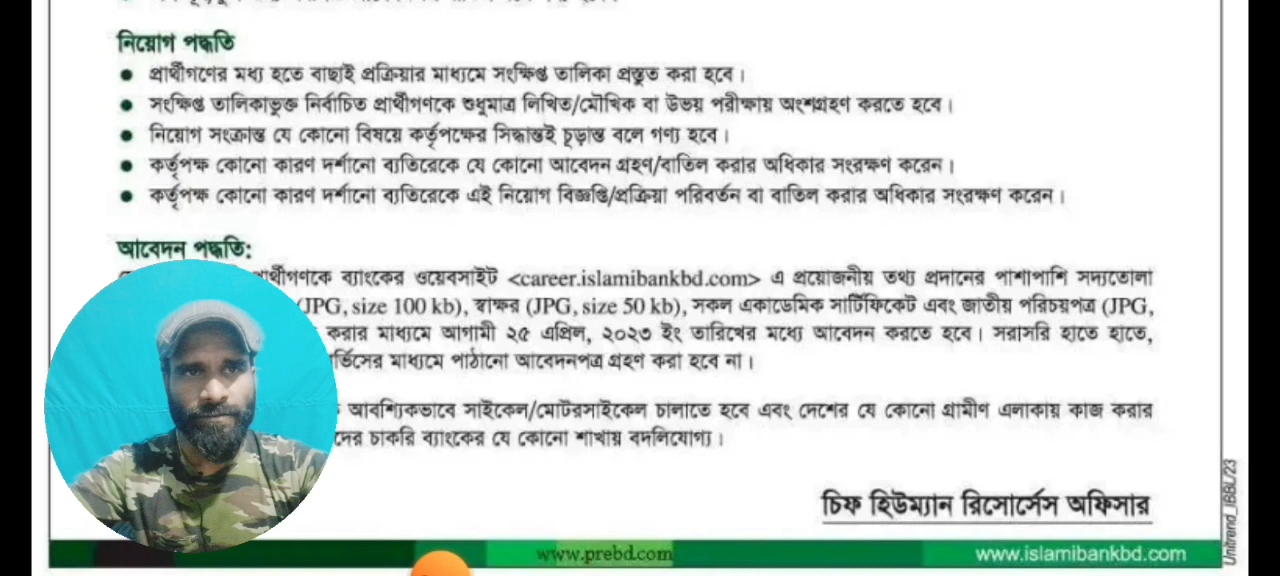 নিয়োগ পদ্ধতি
● প্রার্থীগণের মধ্য হতে বাছাই প্রক্রিয়ার মাধ্যমে সংক্ষিপ্ত তালিকা প্রস্তুত করা হবে।
● সংক্ষিপ্ত তালিকাভুক্ত নির্বাচিত প্রার্থীগণকে শুধুমাত্র লিখিত/মৌখিক বা উভয় পরীক্ষায় অংশগ্রহণ করতে হবে।
● নিয়োগ সংক্রান্ত যে কোনো বিষয়ে কর্তৃপক্ষের সিদ্ধান্তই চূড়ান্ত বলে গণ্য হবে।
● কর্তৃপক্ষ কোনো কারণ দর্শানো ব্যতিরেকে যে কোনো আবেদন গ্রহণ/বাতিল করার অধিকার সংরক্ষণ করেন।
● কর্তৃপক্ষ কোনো কারণ দর্শানো ব্যতিরেকে এই নিয়োগ বিজ্ঞপ্তি/প্রক্রিয়া পরিবর্তন বা বাতিল করার অধিকার সংরক্ষণ করেন।
আবেদন পদ্ধতি:
প্রার্থীগণকে ব্যাংকের ওয়েবসাইট <career.islamibankbd.com> এ প্রয়োজনীয় তথ্য প্রদানের পাশাপাশি সদ্যতোলা
(JPG, size 100 kb), স্বাক্ষর (JPG, size 50 kb), সকল একাডেমিক সার্টিফিকেট এবং জাতীয় পরিচয়পত্র (JPG,
করার মাধ্যমে আগামী ২৫ এপ্রিল, ২০২৩ ইং তারিখের মধ্যে আবেদন করতে হবে। সরাসরি হাতে হাতে,
র্ভিসের মাধ্যমে পাঠানো আবেদনপত্র গ্রহণ করা হবে না।
আবশ্যিকভাবে সাইকেল/মোটরসাইকেল চালাতে হবে এবং দেশের যে কোনো গ্রামীণ এলাকায় কাজ করার
দের চাকরি ব্যাংকের যে কোনো শাখায় বদলিযোগ্য।
চিফ হিউম্যান রিসোর্সেস অফিসার
Unitrend_IBBL/23
www.prebd.com
www.islamibankbd.com